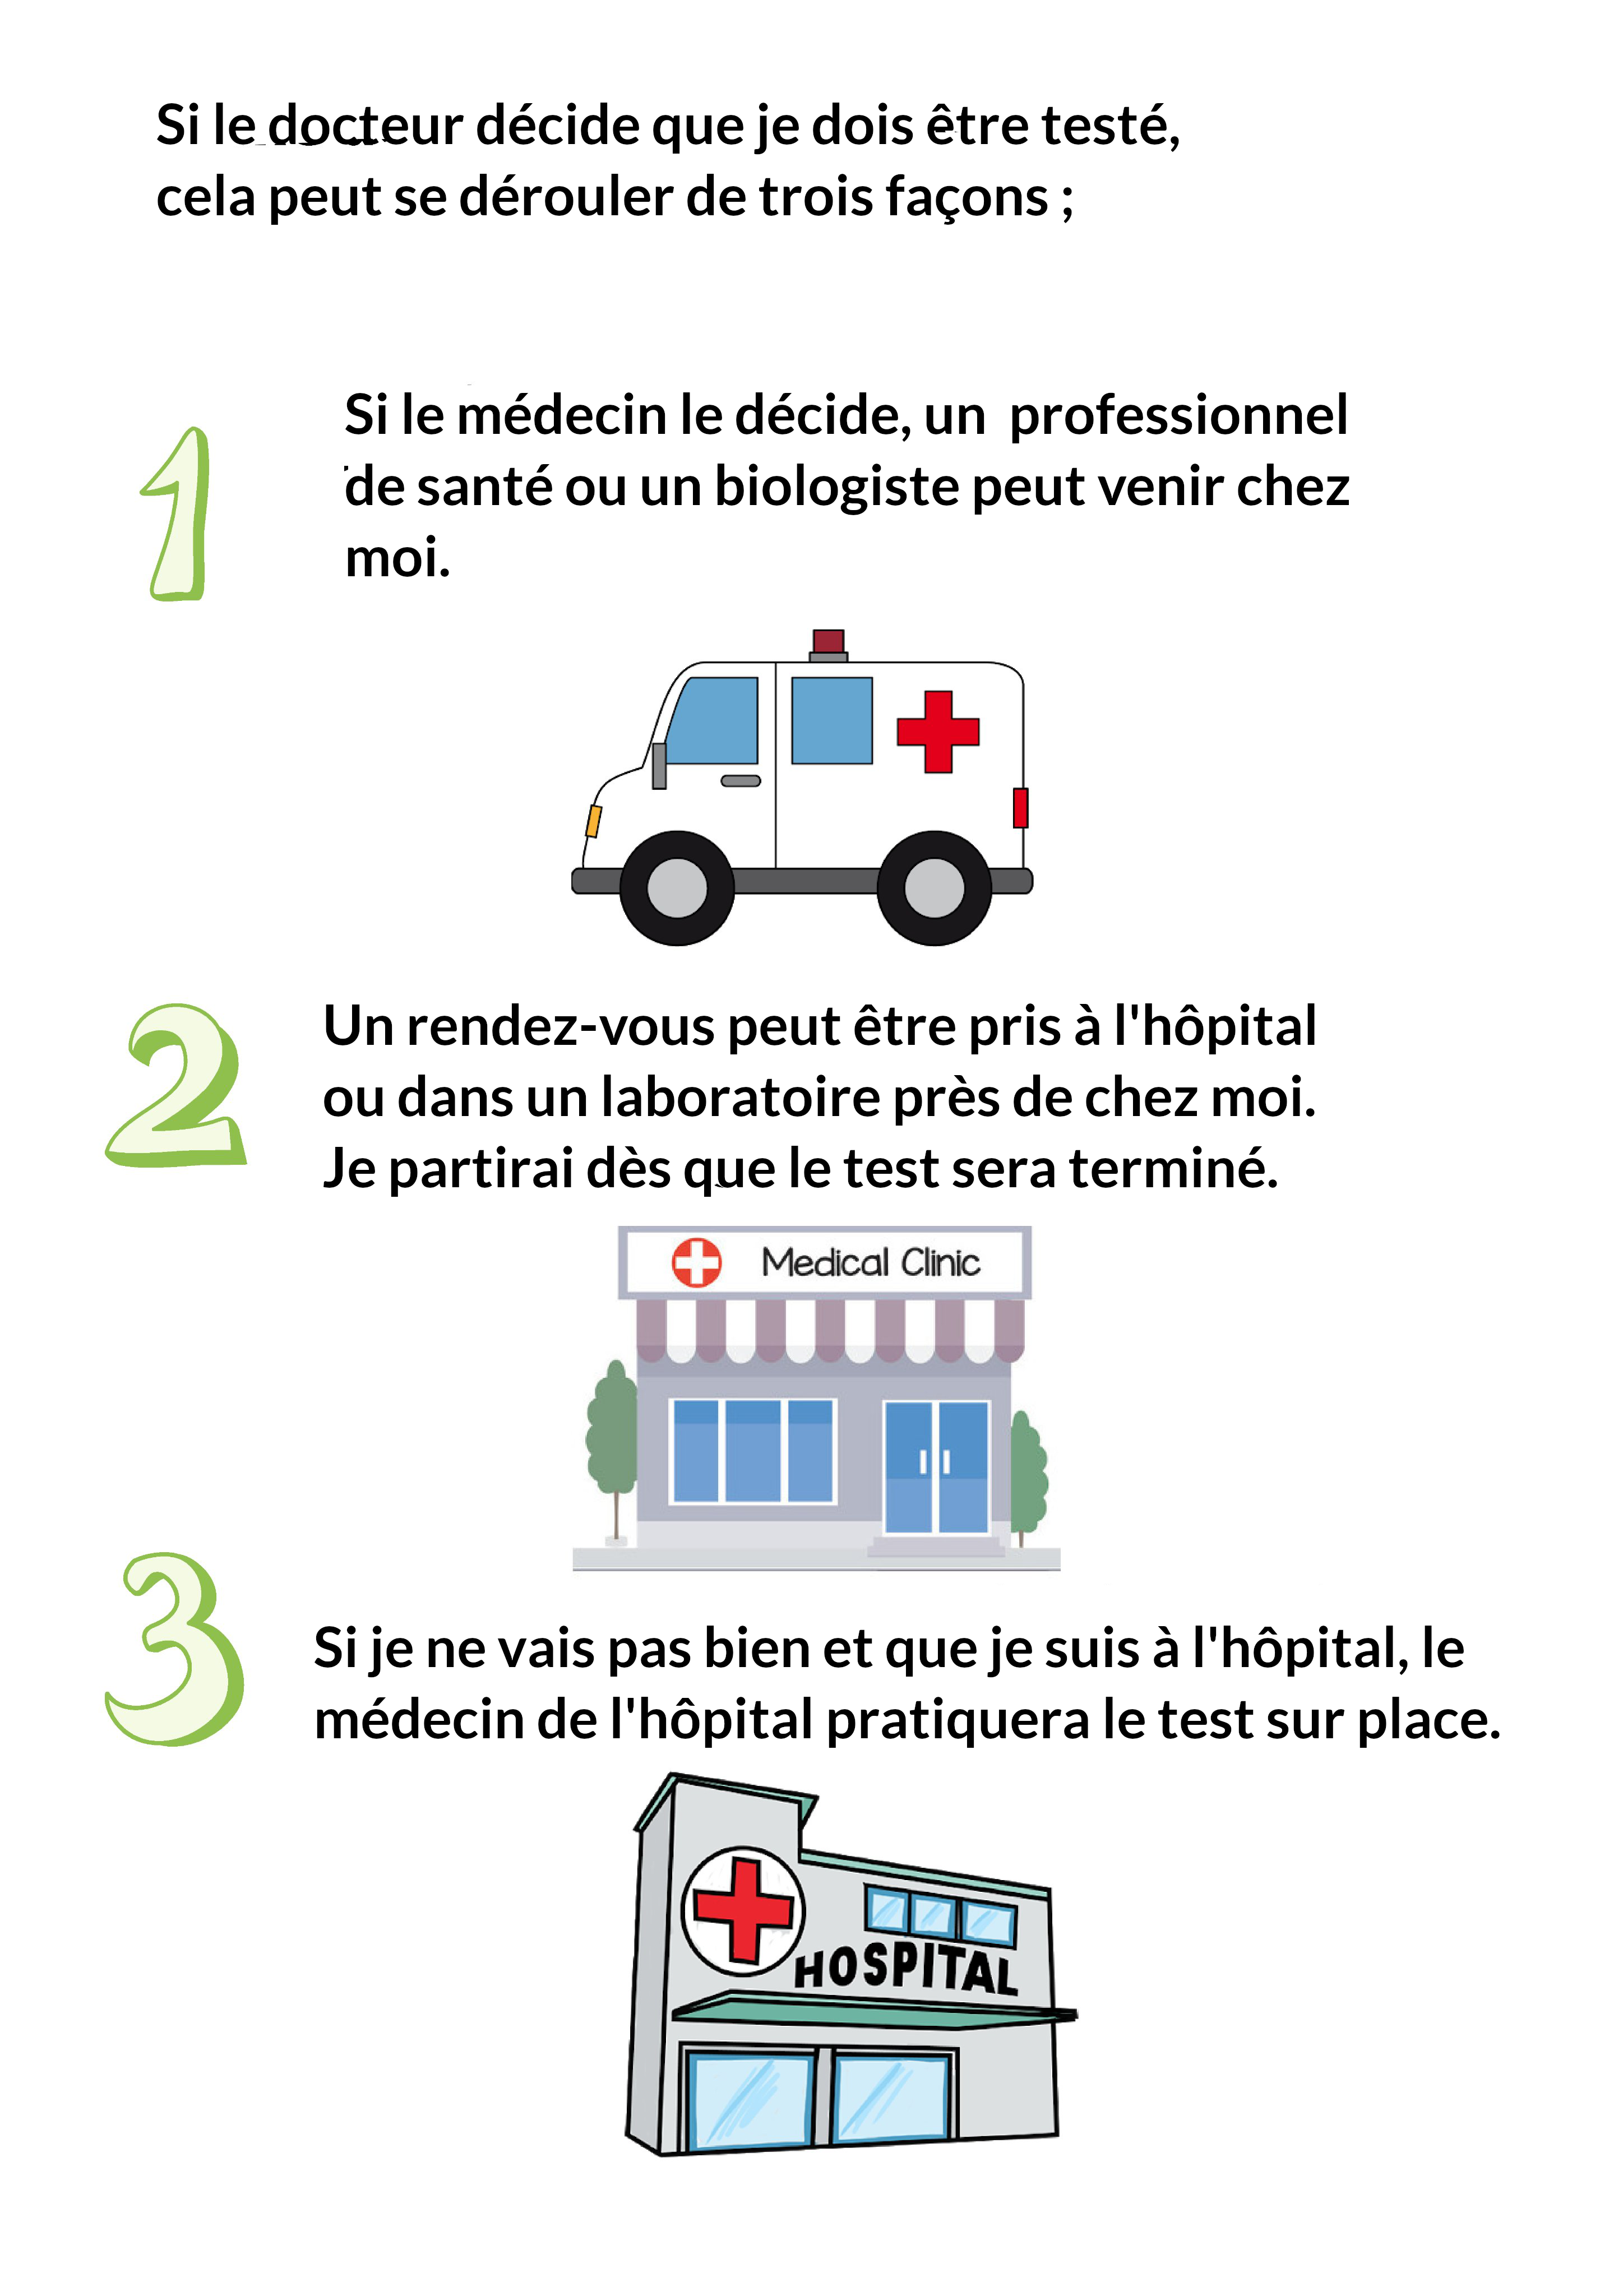 Si le docteur décide que je dois être testé,
cela peut se dérouler de trois façons ;
1
Si le médecin le décide, un  professionnel
de santé ou un biologiste peut venir chez
moi.
2
Un rendez-vous peut être pris à l'hôpital
ou dans un laboratoire près de chez moi.
Je partirai dès que le test sera terminé.
Medical Clinic
3
Si je ne vais pas bien et que je suis à l'hôpital, le
médecin de l'hôpital pratiquera le test sur place.
HOSPITAL